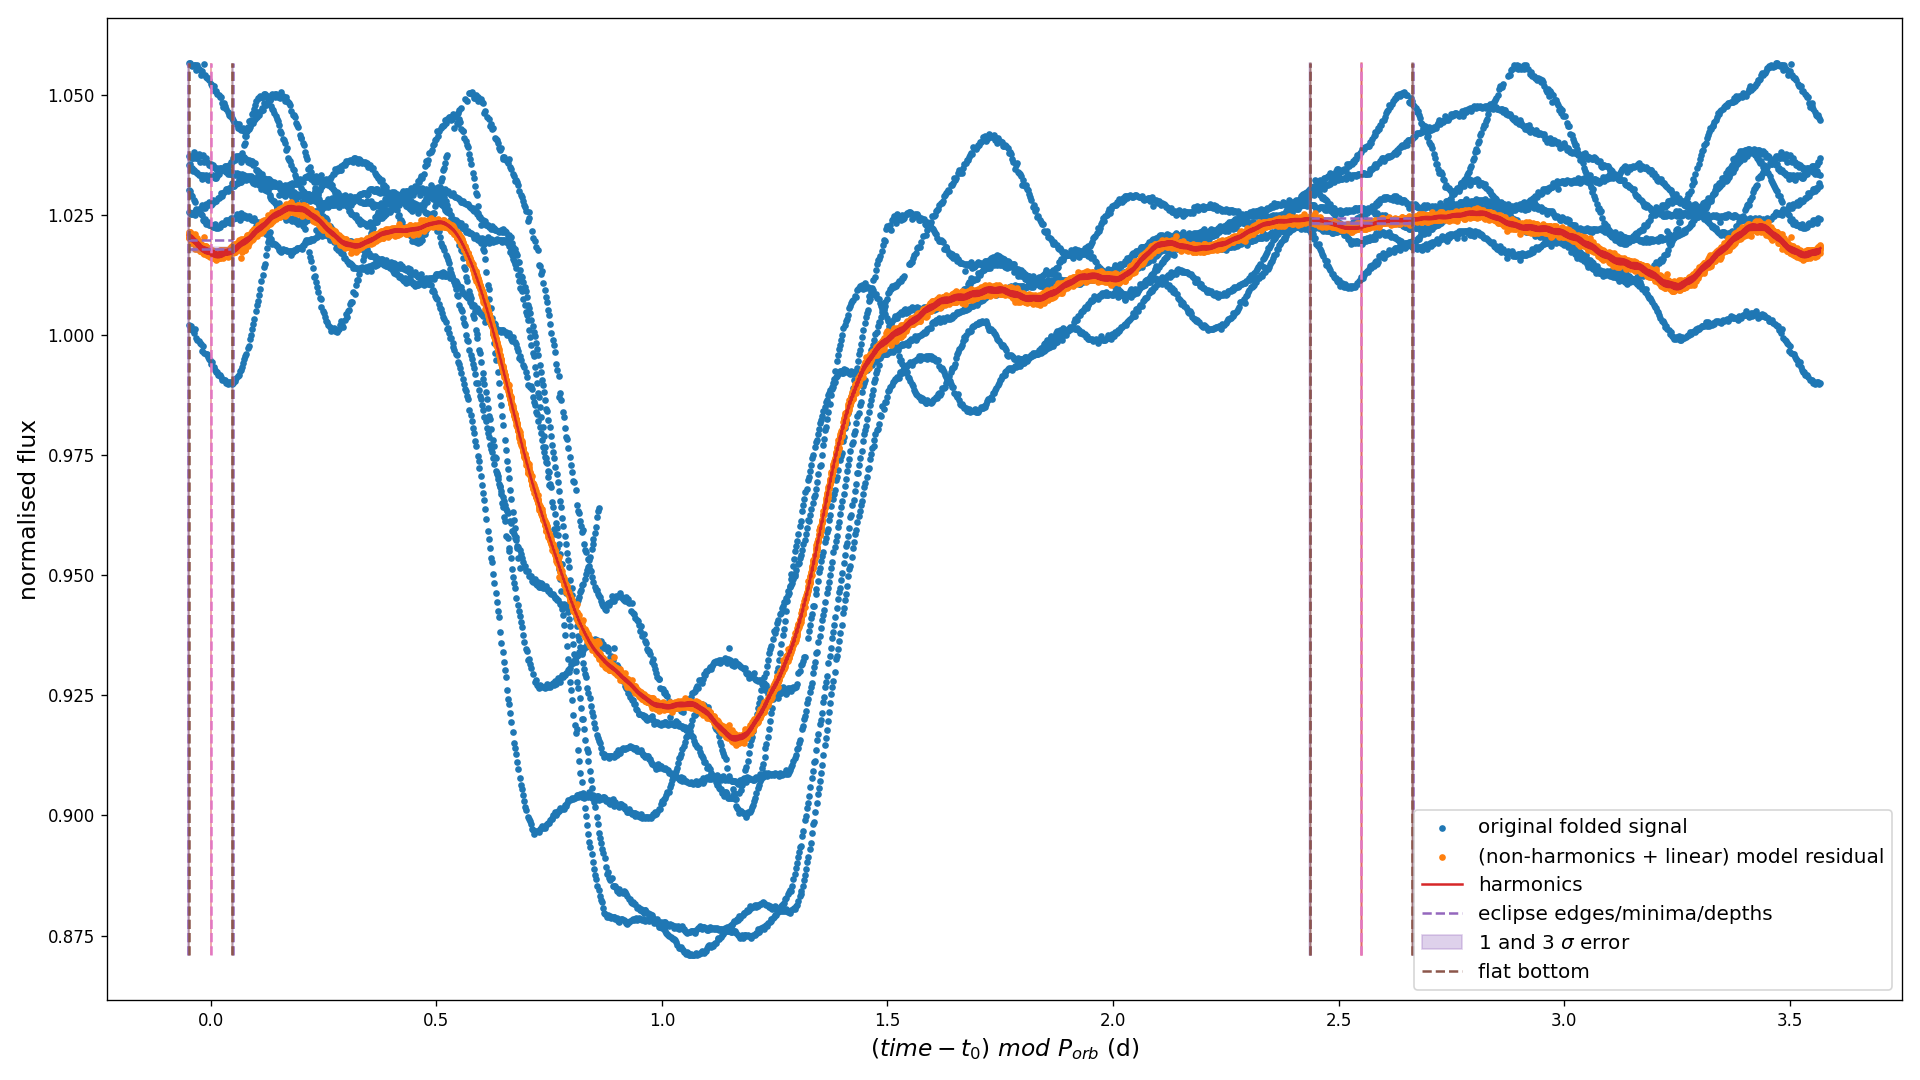 1.050
1.025
1.000
0.975
0.950
0.925
0.900
0.875
normalised flux
0.0
0.5
1.0
1.5
2.0
2.5
3.0
3.5
(time − t₀) mod Pₒᵣb (d)
original folded signal
(non-harmonics + linear) model residual
harmonics
eclipse edges/minima/depths
1 and 3 σ error
flat bottom